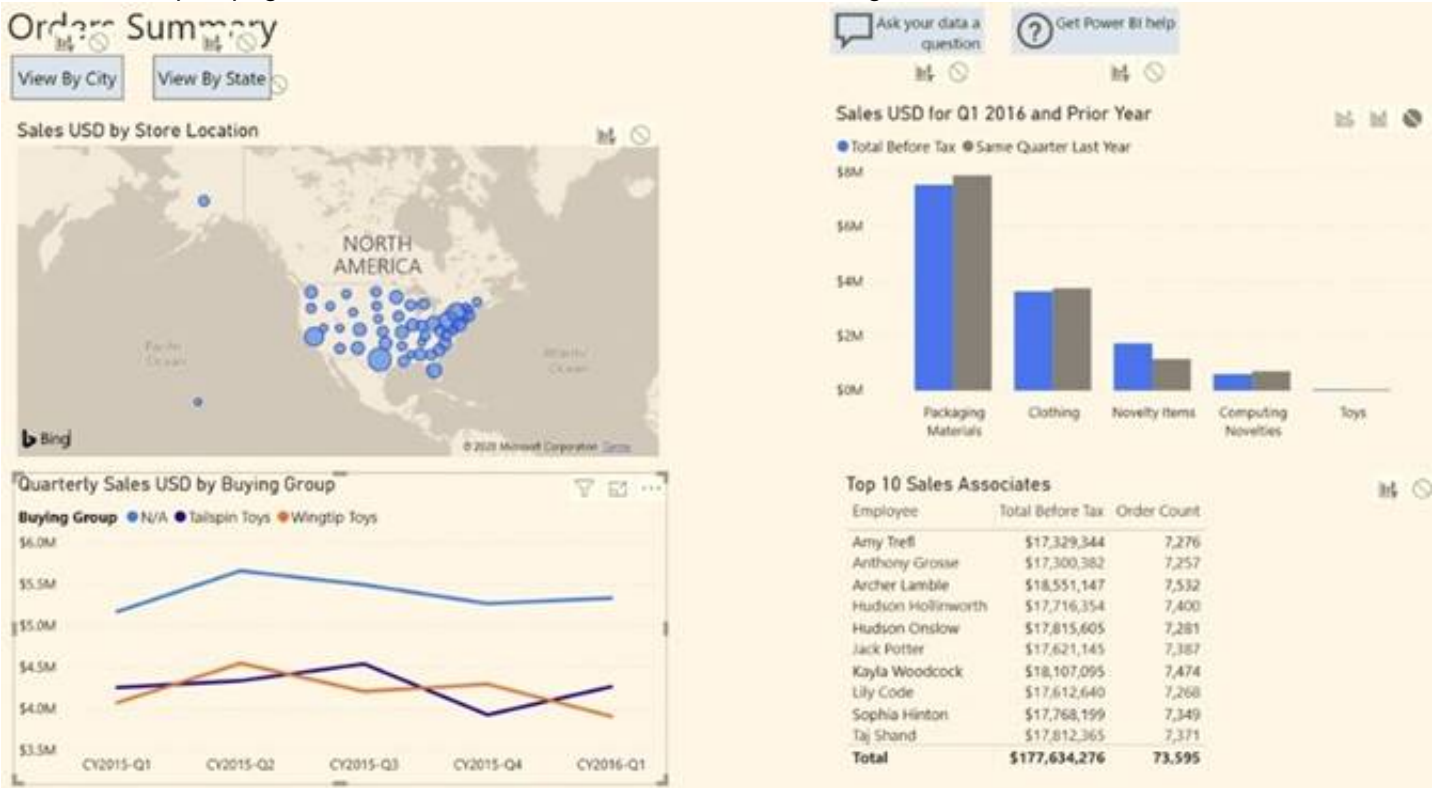 Orders Summary
View By City
View By State
Ask your data a
question
Get Power BI help
Sales USD by Store Location
NORTH
AMERICA
Pacific
Ocean
Atlantic
Ocean
Bing
© 2020 Microsoft Corporation Terms
Sales USD for Q1 2016 and Prior Year
Total Before Tax Same Quarter Last Year
$8M
$6M
$4M
$2M
$0M
Packaging
Materials
Clothing
Novelty Items
Computing
Novelties
Toys
Quarterly Sales USD by Buying Group
Buying Group N/A Tailspin Toys Wingtip Toys
$6.0M
$5.5M
$5.0M
$4.5M
$4.0M
$3.5M
CY2015-Q1 CY2015-Q2 CY2015-Q3 CY2015-Q4 CY2016-Q1
Top 10 Sales Associates
Employee Total Before Tax Order Count
Amy Trefl $17,329,344 7,276
Anthony Grosse $17,300,382 7,257
Archer Lamble $18,551,147 7,532
Hudson Hollinworth $17,716,354 7,400
Hudson Onslow $17,815,605 7,281
Jack Potter $17,621,145 7,387
Kayla Woodcock $18,107,095 7,474
Lily Code $17,612,640 7,268
Sophia Hinton $17,768,199 7,349
Taj Shand $17,812,365 7,371
Total $177,634,276 73,595